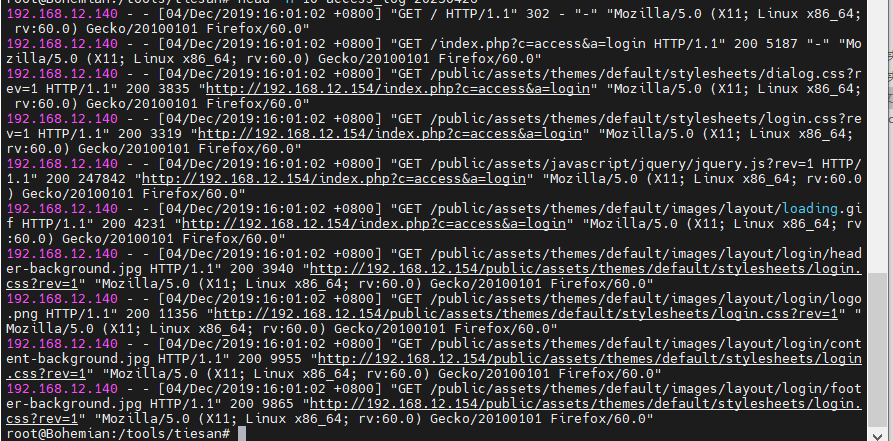 192.168.12.140 - - [04/Dec/2019:16:01:02 +0800] "GET / HTTP/1.1" 302 - "-" "Mozilla/5.0 (X11; Linux x86_64;
 rv:60.0) Gecko/20100101 Firefox/60.0"
192.168.12.140 - - [04/Dec/2019:16:01:02 +0800] "GET /index.php?c=access&a=login HTTP/1.1" 200 5187 "-" "Mo
zilla/5.0 (X11; Linux x86_64; rv:60.0) Gecko/20100101 Firefox/60.0"
192.168.12.140 - - [04/Dec/2019:16:01:02 +0800] "GET /public/assets/themes/default/stylesheets/dialog.css?r
ev=1 HTTP/1.1" 200 3835 "http://192.168.12.154/index.php?c=access&a=login" "Mozilla/5.0 (X11; Linux x86_64;
 rv:60.0) Gecko/20100101 Firefox/60.0"
192.168.12.140 - - [04/Dec/2019:16:01:02 +0800] "GET /public/assets/themes/default/stylesheets/login.css?re
v=1 HTTP/1.1" 200 3319 "http://192.168.12.154/index.php?c=access&a=login" "Mozilla/5.0 (X11; Linux x86_64;
rv:60.0) Gecko/20100101 Firefox/60.0"
192.168.12.140 - - [04/Dec/2019:16:01:02 +0800] "GET /public/assets/javascript/jquery/jquery.js?rev=1 HTTP/
1.1" 200 247842 "http://192.168.12.154/index.php?c=access&a=login" "Mozilla/5.0 (X11; Linux x86_64; rv:60.0
) Gecko/20100101 Firefox/60.0"
192.168.12.140 - - [04/Dec/2019:16:01:02 +0800] "GET /public/assets/themes/default/images/layout/loading.gi
f HTTP/1.1" 200 4231 "http://192.168.12.154/index.php?c=access&a=login" "Mozilla/5.0 (X11; Linux x86_64; rv
:60.0) Gecko/20100101 Firefox/60.0"
192.168.12.140 - - [04/Dec/2019:16:01:02 +0800] "GET /public/assets/themes/default/images/layout/login/head
er-background.jpg HTTP/1.1" 200 3940 "http://192.168.12.154/public/assets/themes/default/stylesheets/login.
css?rev=1" "Mozilla/5.0 (X11; Linux x86_64; rv:60.0) Gecko/20100101 Firefox/60.0"
192.168.12.140 - - [04/Dec/2019:16:01:02 +0800] "GET /public/assets/themes/default/images/layout/login/logo
.png HTTP/1.1" 200 11356 "http://192.168.12.154/public/assets/themes/default/stylesheets/login.css?rev=1" "
Mozilla/5.0 (X11; Linux x86_64; rv:60.0) Gecko/20100101 Firefox/60.0"
192.168.12.140 - - [04/Dec/2019:16:01:02 +0800] "GET /public/assets/themes/default/images/layout/login/cont
ent-background.jpg HTTP/1.1" 200 9955 "http://192.168.12.154/public/assets/themes/default/stylesheets/login
.css?rev=1" "Mozilla/5.0 (X11; Linux x86_64; rv:60.0) Gecko/20100101 Firefox/60.0"
192.168.12.140 - - [04/Dec/2019:16:01:02 +0800] "GET /public/assets/themes/default/images/layout/login/foot
er-background.jpg HTTP/1.1" 200 9865 "http://192.168.12.154/public/assets/themes/default/stylesheets/login.
css?rev=1" "Mozilla/5.0 (X11; Linux x86_64; rv:60.0) Gecko/20100101 Firefox/60.0"
root@Bohemian:/tools/tiesan#